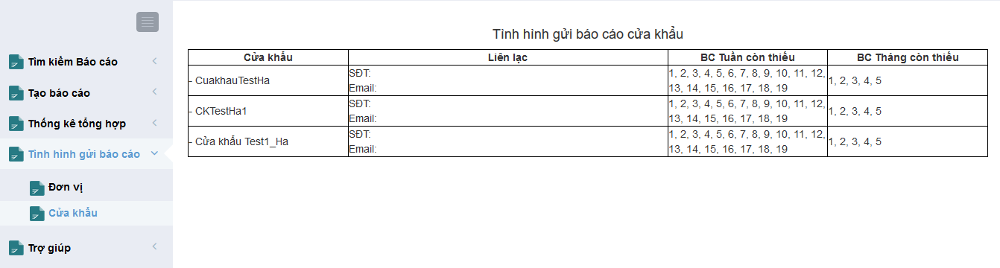 Tìm kiếm Báo cáo
Tạo báo cáo
Thống kê tổng hợp
Tình hình gửi báo cáo
Đơn vị
Cửa khẩu
Trợ giúp
Tình hình gửi báo cáo cửa khẩu
Cửa khẩu Liên lạc BC Tuần còn thiếu BC Tháng còn thiếu
- CuakhauTestHa
SĐT:
Email:
1, 2, 3, 4, 5, 6, 7, 8, 9, 10, 11, 12,
13, 14, 15, 16, 17, 18, 19
1, 2, 3, 4, 5
- CKTestHa1
SĐT:
Email:
1, 2, 3, 4, 5, 6, 7, 8, 9, 10, 11, 12,
13, 14, 15, 16, 17, 18, 19
1, 2, 3, 4, 5
- Cửa khẩu Test1_Ha
SĐT:
Email:
1, 2, 3, 4, 5, 6, 7, 8, 9, 10, 11, 12,
13, 14, 15, 16, 17, 18, 19
1, 2, 3, 4, 5